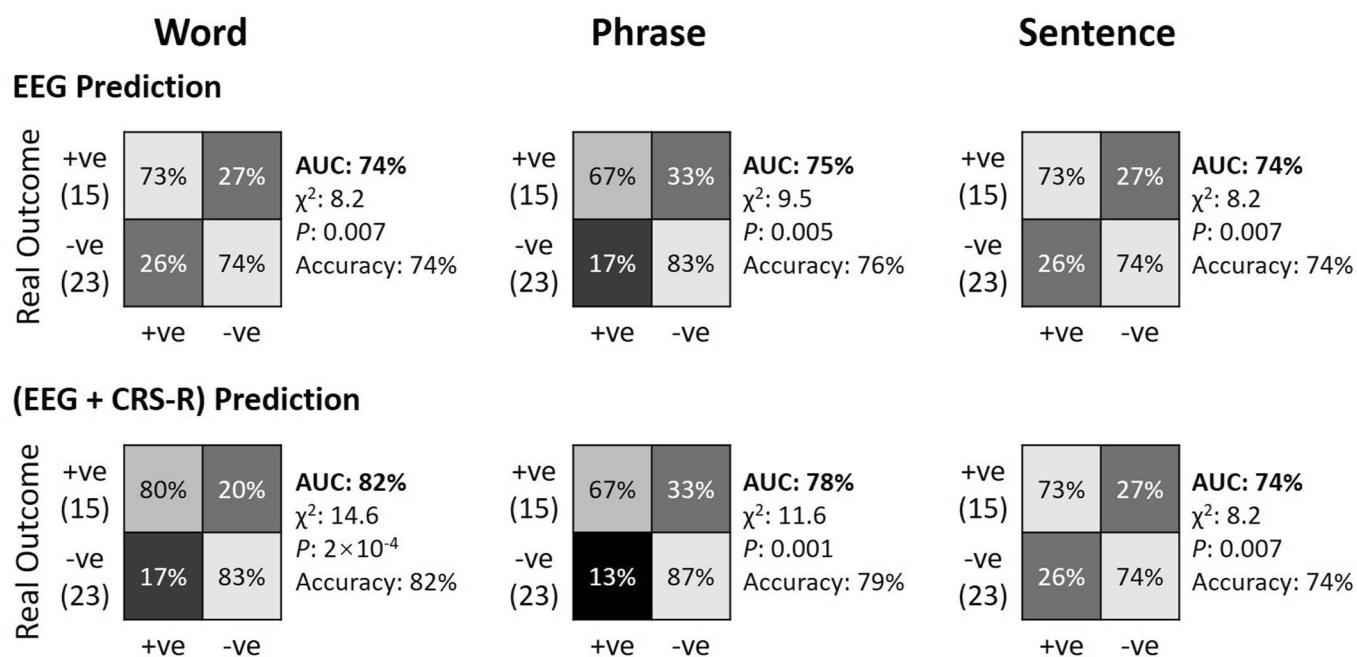 Word Phrase Sentence
EEG Prediction
Real Outcome
+ve
(15)
-ve
(23)
73% 27%
26% 74%
+ve -ve
AUC: 74%
χ²: 8.2
P: 0.007
Accuracy: 74%
+ve
(15)
-ve
(23)
67% 33%
17% 83%
+ve -ve
AUC: 75%
χ²: 9.5
P: 0.005
Accuracy: 76%
+ve
(15)
-ve
(23)
73% 27%
26% 74%
+ve -ve
AUC: 74%
χ²: 8.2
P: 0.007
Accuracy: 74%
(EEG + CRS-R) Prediction
Real Outcome
+ve
(15)
-ve
(23)
80% 20%
17% 83%
+ve -ve
AUC: 82%
χ²: 14.6
P: 2×10⁻⁴
Accuracy: 82%
+ve
(15)
-ve
(23)
67% 33%
13% 87%
+ve -ve
AUC: 78%
χ²: 11.6
P: 0.001
Accuracy: 79%
+ve
(15)
-ve
(23)
73% 27%
26% 74%
+ve -ve
AUC: 74%
χ²: 8.2
P: 0.007
Accuracy: 74%